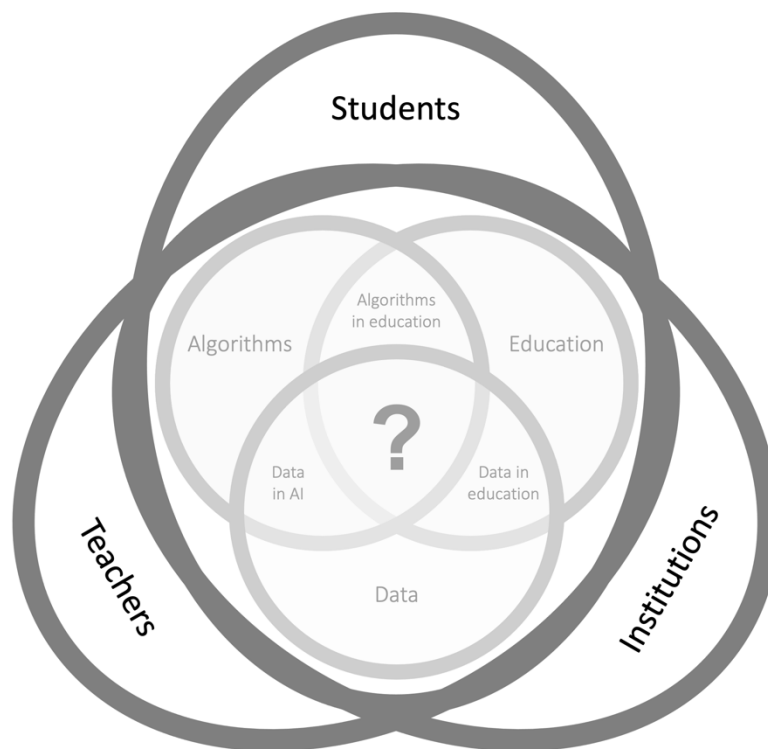 Students
Algorithms
in education
Algorithms
Education
?
Data
in AI
Data in
education
Teachers
Institutions
Data